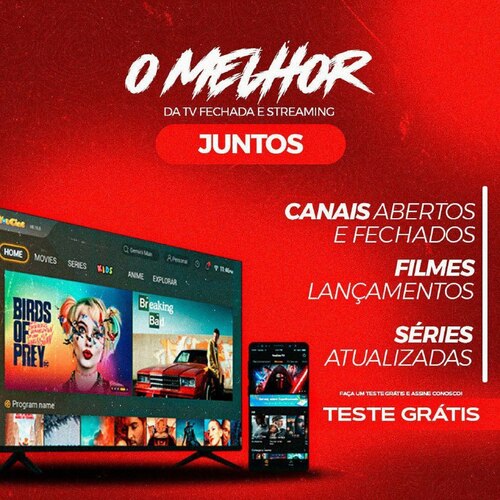 O MELHOR
DA TV FECHADA E STREAMING
JUNTOS
CANAIS ABERTOS
E FECHADOS
FILMES
LANÇAMENTOS
SÉRIES
ATUALIZADAS
FAÇA UM TESTE GRÁTIS E ASSINE CONOSCO!
TESTE GRÁTIS
HOME MOVIES SERIES KIDS ANIME EXPLORAR
BIRDS
OF
PREY
Breaking
Bad
Program name